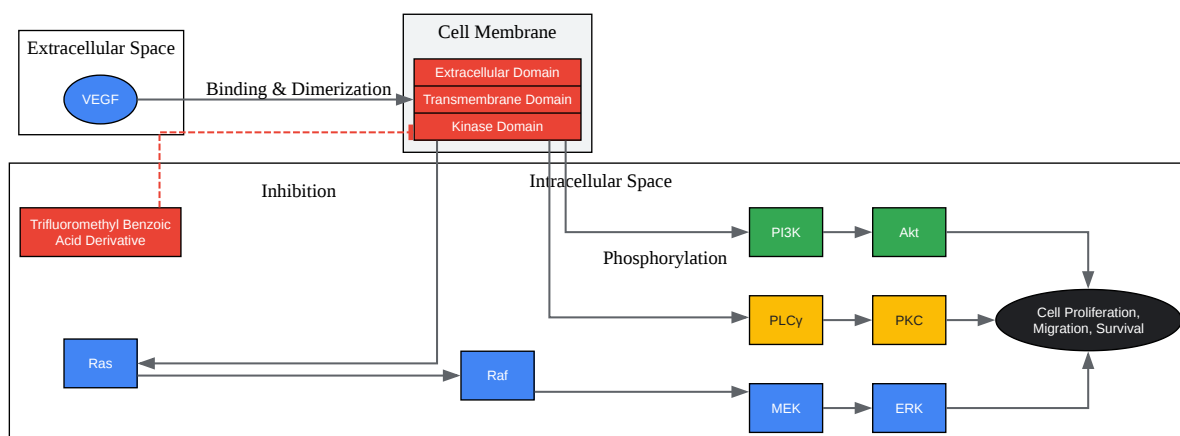 Cell Membrane
Extracellular Space
Extracellular Domain
VEGF
Binding & Dimerization
Transmembrane Domain
Kinase Domain
Inhibition
Intracellular Space
Trifluoromethyl Benzoic
Acid Derivative
PI3K
Akt
Phosphorylation
PLCγ
PKC
Cell Proliferation,
Migration, Survival
Ras
Raf
MEK
ERK